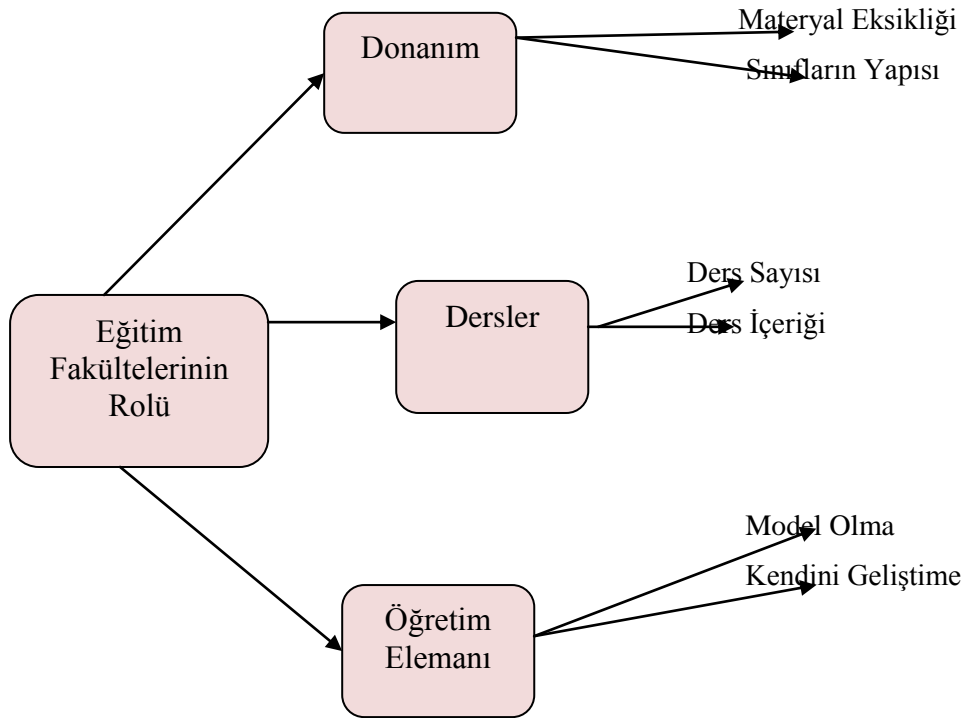 Donanım
Materyal Eksikliği
Sınıfların Yapısı
Eğitim
Fakültelerinin
Rolü
Dersler
Ders Sayısı
Ders İçeriği
Öğretim
Elemanı
Model Olma
Kendini Geliştime